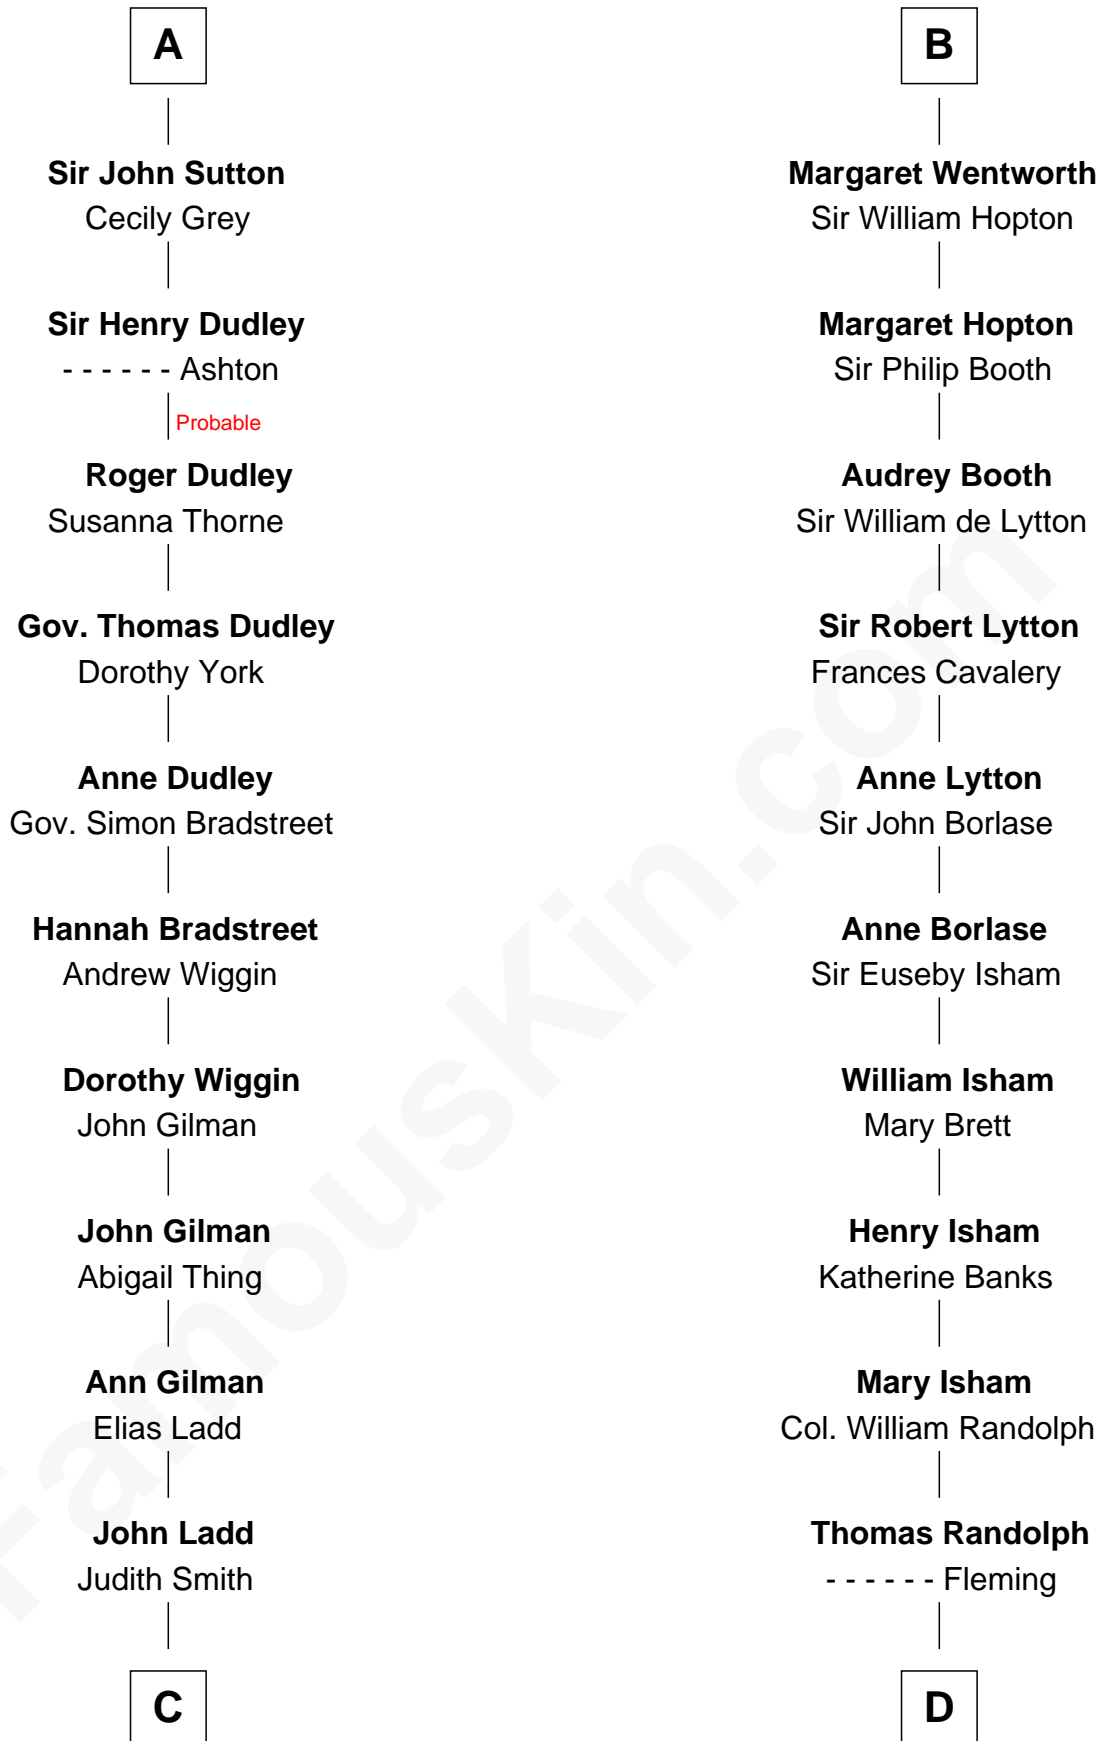 A
Sir John Sutton
Cecily Grey
Sir Henry Dudley
- - - - - - Ashton
Probable
Roger Dudley
Susanna Thorne
Gov. Thomas Dudley
Dorothy York
Anne Dudley
Gov. Simon Bradstreet
Hannah Bradstreet
Andrew Wiggin
Dorothy Wiggin
John Gilman
John Gilman
Abigail Thing
Ann Gilman
Elias Ladd
John Ladd
Judith Smith
C
B
Margaret Wentworth
Sir William Hopton
Margaret Hopton
Sir Philip Booth
Audrey Booth
Sir William de Lytton
Sir Robert Lytton
Frances Cavalery
Anne Lytton
Sir John Borlase
Anne Borlase
Sir Euseby Isham
William Isham
Mary Brett
Henry Isham
Katherine Banks
Mary Isham
Col. William Randolph
Thomas Randolph
- - - - - - Fleming
D
FamousKin.com